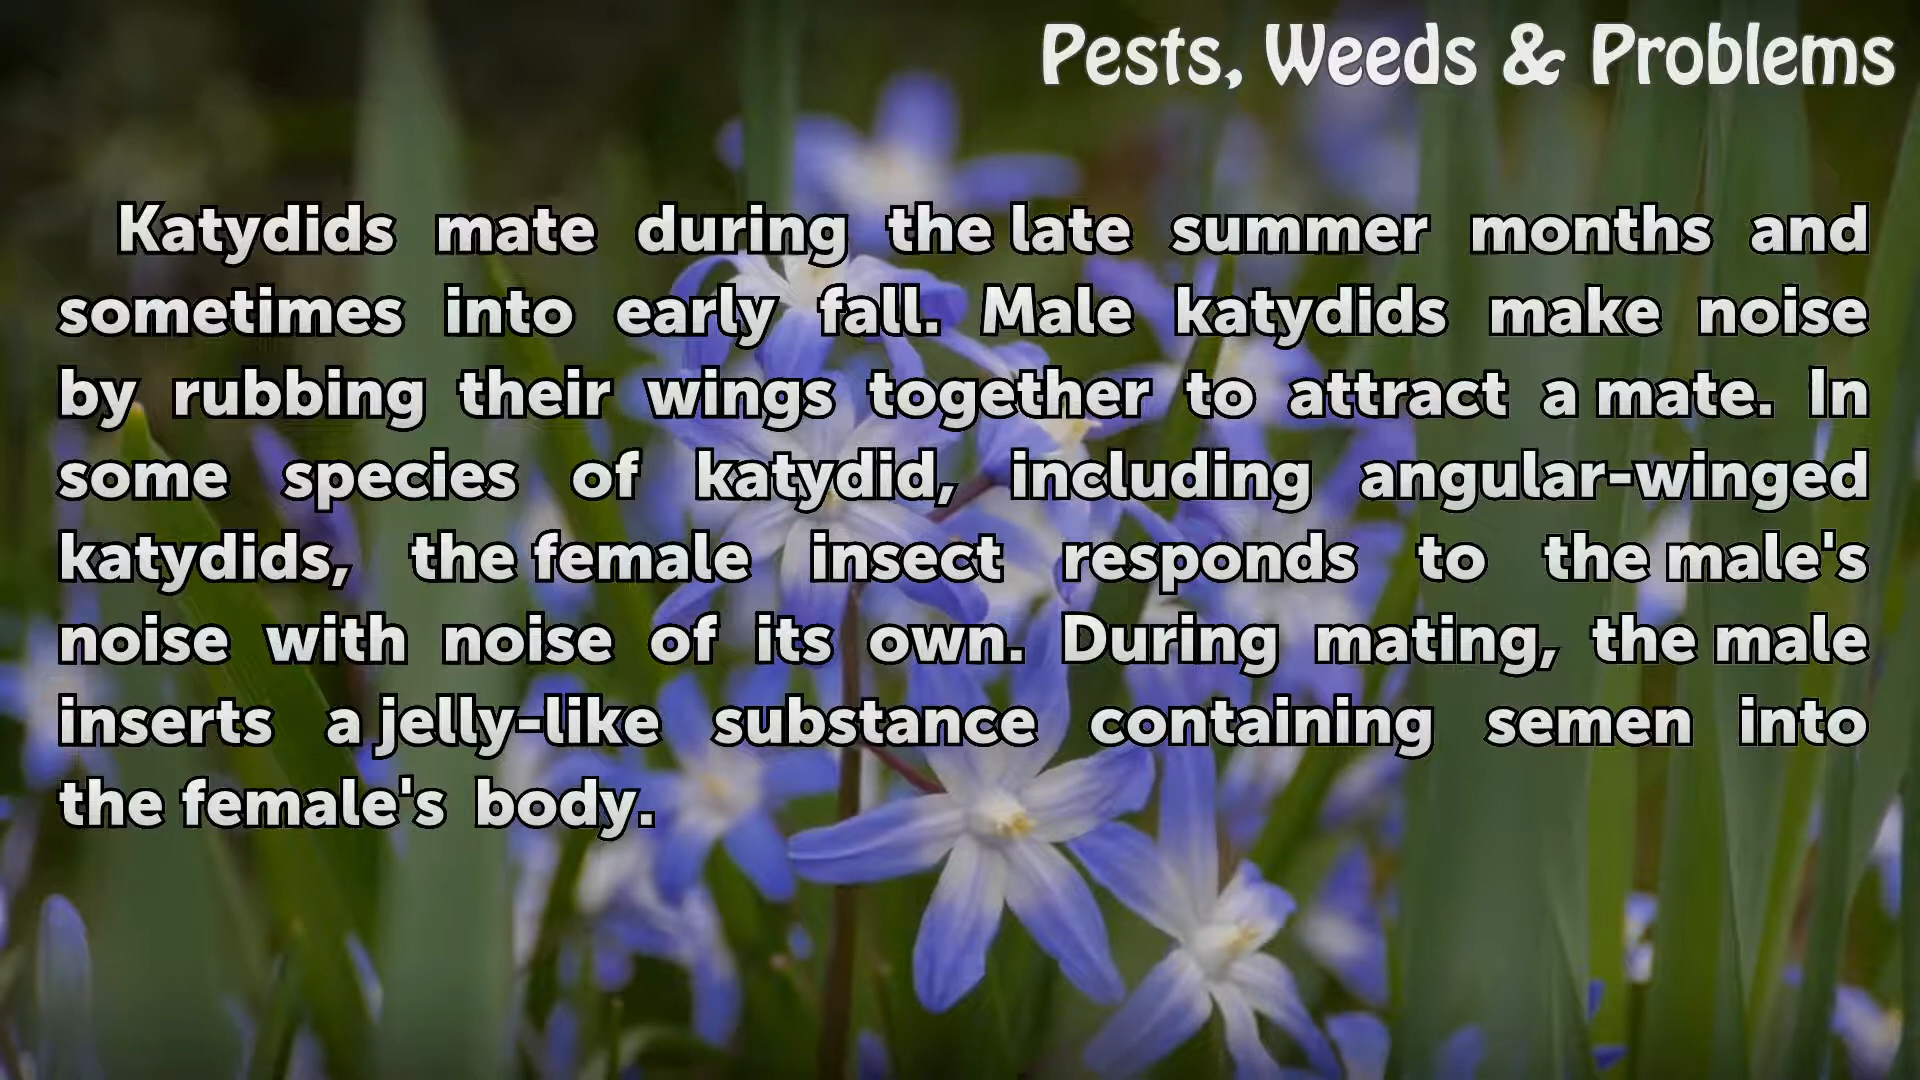 Pests, Weeds & Problems
Katydids mate during the late summer months and
sometimes into early fall. Male katydids make noise
by rubbing their wings together to attract a mate. In
some species of katydid, including angular-winged
katydids, the female insect responds to the male's
noise with noise of its own. During mating, the male
inserts a jelly-like substance containing semen into
the female's body.